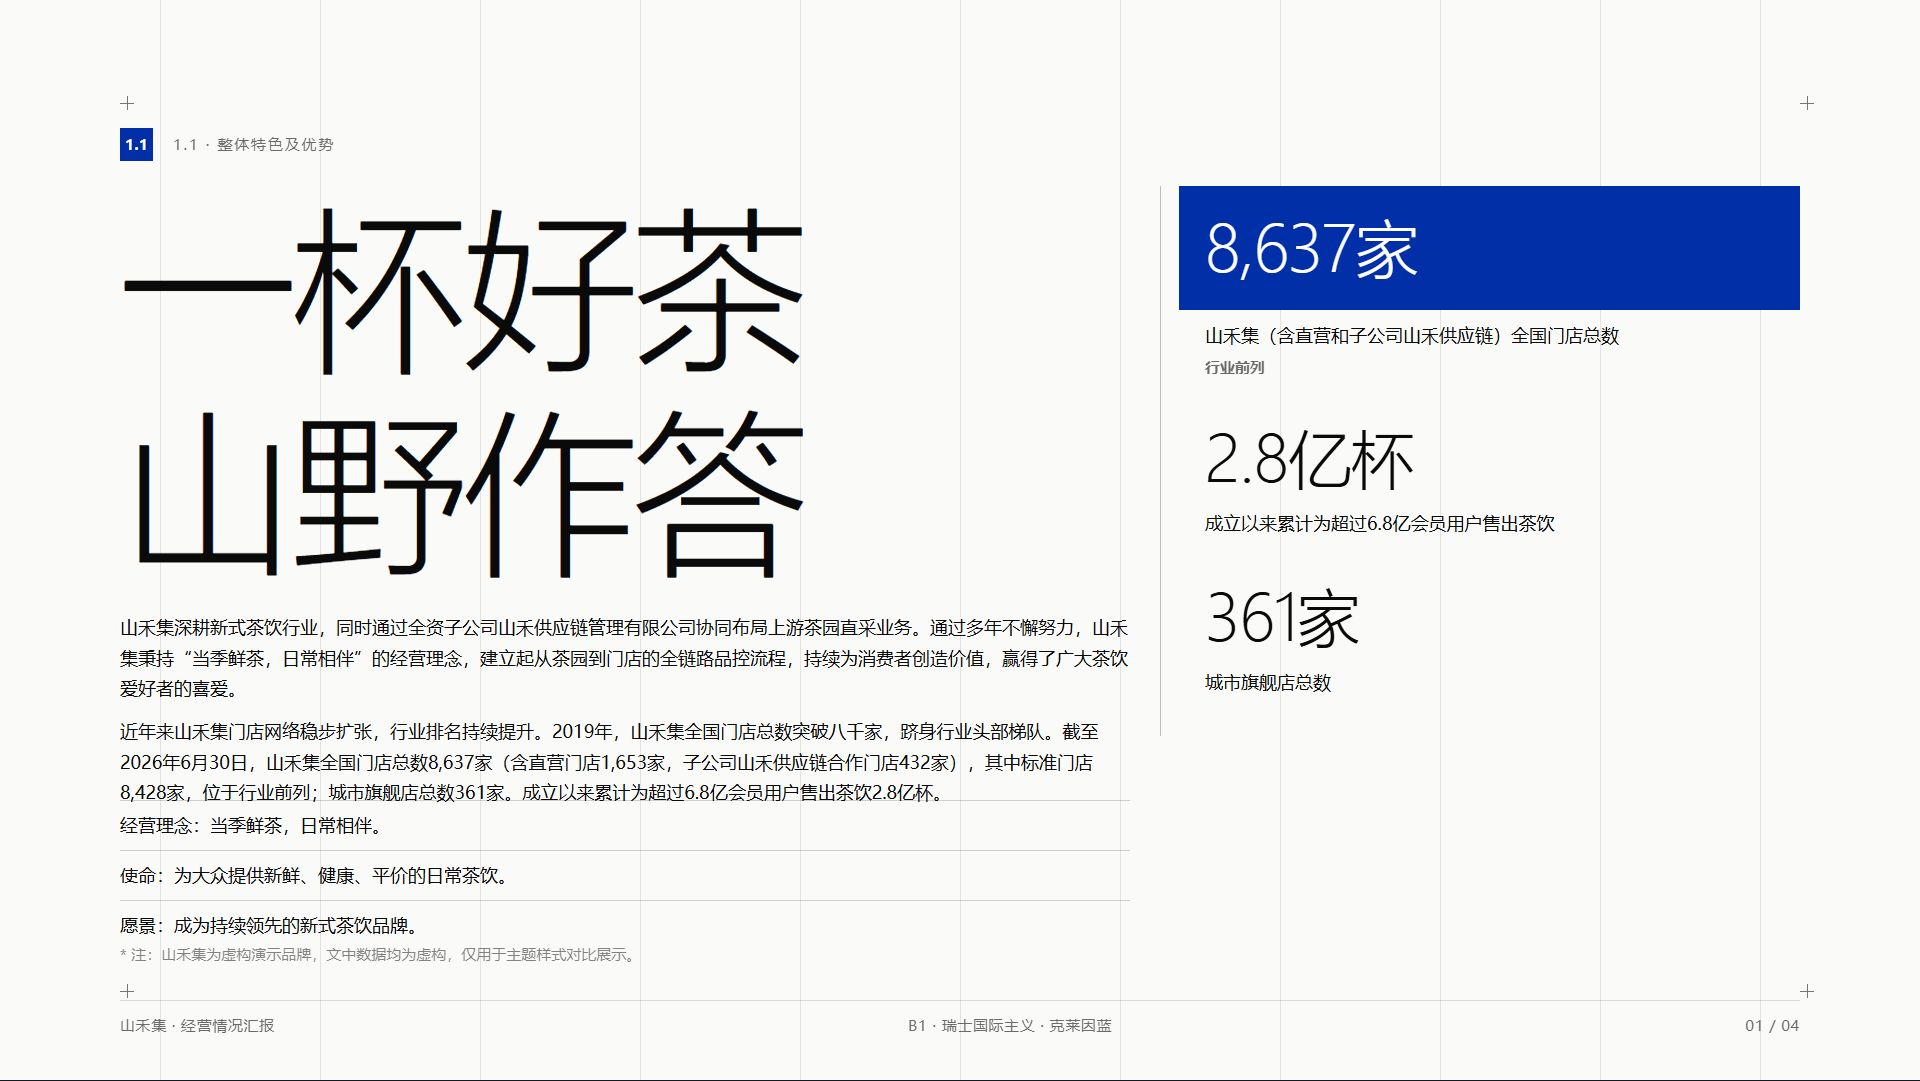 1.1
1.1 · 整体特色及优势
一杯好茶
山野作答
山禾集深耕新式茶饮行业，同时通过全资子公司山禾供应链管理有限公司协同布局上游茶园直采业务。通过多年不懈努力，山禾
集秉持“当季鲜茶，日常相伴”的经营理念，建立起从茶园到门店的全链路品控流程，持续为消费者创造价值，赢得了广大茶饮
爱好者的喜爱。
近年来山禾集门店网络稳步扩张，行业排名持续提升。2019年，山禾集全国门店总数突破八千家，跻身行业头部梯队。截至
2026年6月30日，山禾集全国门店总数8,637家（含直营门店1,653家，子公司山禾供应链合作门店432家），其中标准门店
8,428家，位于行业前列；城市旗舰店总数361家。成立以来累计为超过6.8亿会员用户售出茶饮2.8亿杯。
经营理念：当季鲜茶，日常相伴。
使命：为大众提供新鲜、健康、平价的日常茶饮。
愿景：成为持续领先的新式茶饮品牌。
* 注：山禾集为虚构演示品牌，文中数据均为虚构，仅用于主题样式对比展示。
8,637家
山禾集（含直营和子公司山禾供应链）全国门店总数
行业前列
2.8亿杯
成立以来累计为超过6.8亿会员用户售出茶饮
361家
城市旗舰店总数
山禾集 · 经营情况汇报
B1 · 瑞士国际主义 · 克莱因蓝
01 / 04